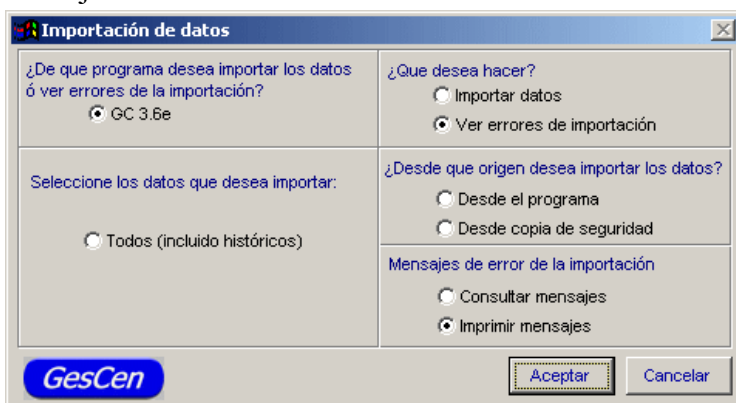 Importación de datos
¿De que programa desea importar los datos
ó ver errores de la importación?
GC 3.6e
¿Que desea hacer?
Importar datos
Ver errores de importación
Seleccione los datos que desea importar:
Todos (incluido históricos)
¿Desde que origen desea importar los datos?
Desde el programa
Desde copia de seguridad
Mensajes de error de la importación
Consultar mensajes
Imprimir mensajes
GesCen
Aceptar
Cancelar